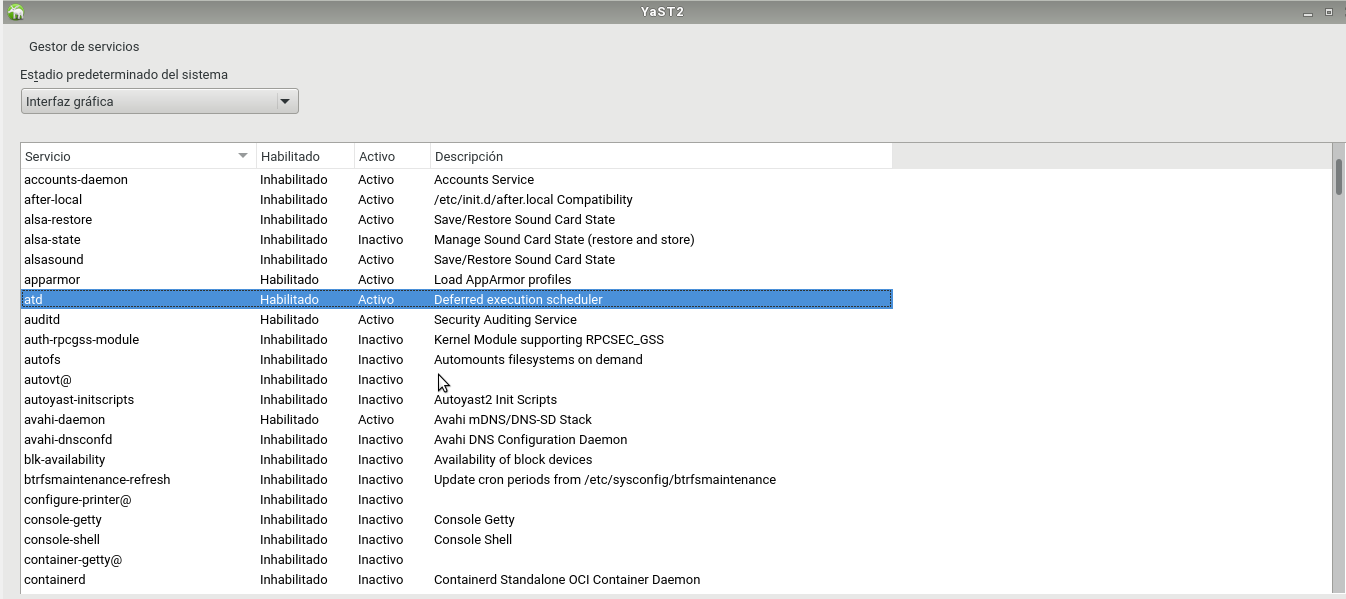 YaST2
Gestor de servicios
Estadio predeterminado del sistema
Interfaz gráfica
Servicio Habilitado Activo Descripción
accounts-daemon Inhabilitado Activo Accounts Service
after-local Inhabilitado Activo /etc/init.d/after.local Compatibility
alsa-restore Inhabilitado Activo Save/Restore Sound Card State
alsa-state Inhabilitado Inactivo Manage Sound Card State (restore and store)
alsasound Inhabilitado Activo Save/Restore Sound Card State
apparmor Habilitado Activo Load AppArmor profiles
atd Habilitado Activo Deferred execution scheduler
auditd Habilitado Activo Security Auditing Service
auth-rpcgss-module Inhabilitado Inactivo Kernel Module supporting RPCSEC_GSS
autofs Inhabilitado Inactivo Automounts filesystems on demand
autovt@ Inhabilitado Inactivo
autoyast-initscripts Inhabilitado Inactivo Autoyast2 Init Scripts
avahi-daemon Habilitado Activo Avahi mDNS/DNS-SD Stack
avahi-dnsconfd Inhabilitado Inactivo Avahi DNS Configuration Daemon
blk-availability Inhabilitado Inactivo Availability of block devices
btrfsmaintenance-refresh Inhabilitado Inactivo Update cron periods from /etc/sysconfig/btrfsmaintenance
configure-printer@ Inhabilitado Inactivo
console-getty Inhabilitado Inactivo Console Getty
console-shell Inhabilitado Inactivo Console Shell
container-getty@ Inhabilitado Inactivo
containerd Inhabilitado Inactivo Containerd Standalone OCI Container Daemon